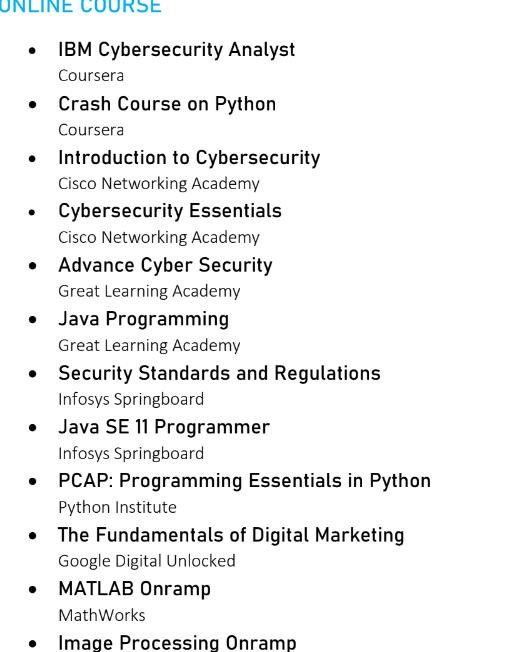 ONLINE COURSE
• IBM Cybersecurity Analyst
Coursera
• Crash Course on Python
Coursera
• Introduction to Cybersecurity
Cisco Networking Academy
• Cybersecurity Essentials
Cisco Networking Academy
• Advance Cyber Security
Great Learning Academy
• Java Programming
Great Learning Academy
• Security Standards and Regulations
Infosys Springboard
• Java SE 11 Programmer
Infosys Springboard
• PCAP: Programming Essentials in Python
Python Institute
• The Fundamentals of Digital Marketing
Google Digital Unlocked
• MATLAB Onramp
MathWorks
• Image Processing Onramp